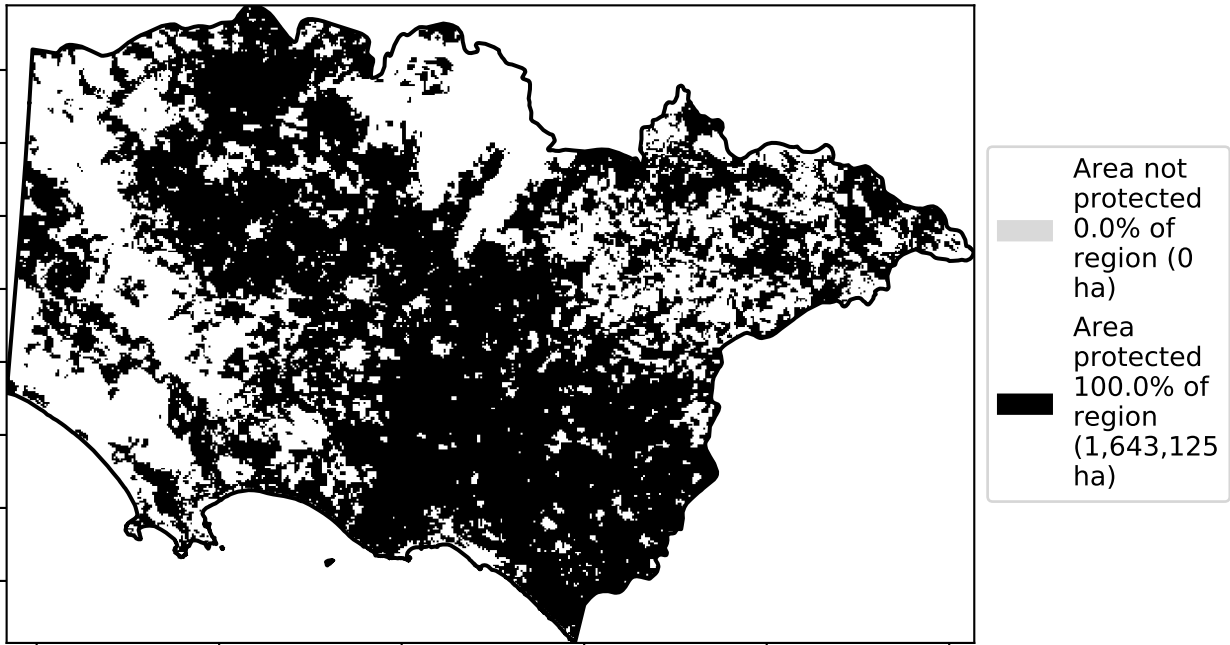 Area not
protected
0.0% of
region (0
ha)
Area
protected
100.0% of
region
(1,643,125
ha)